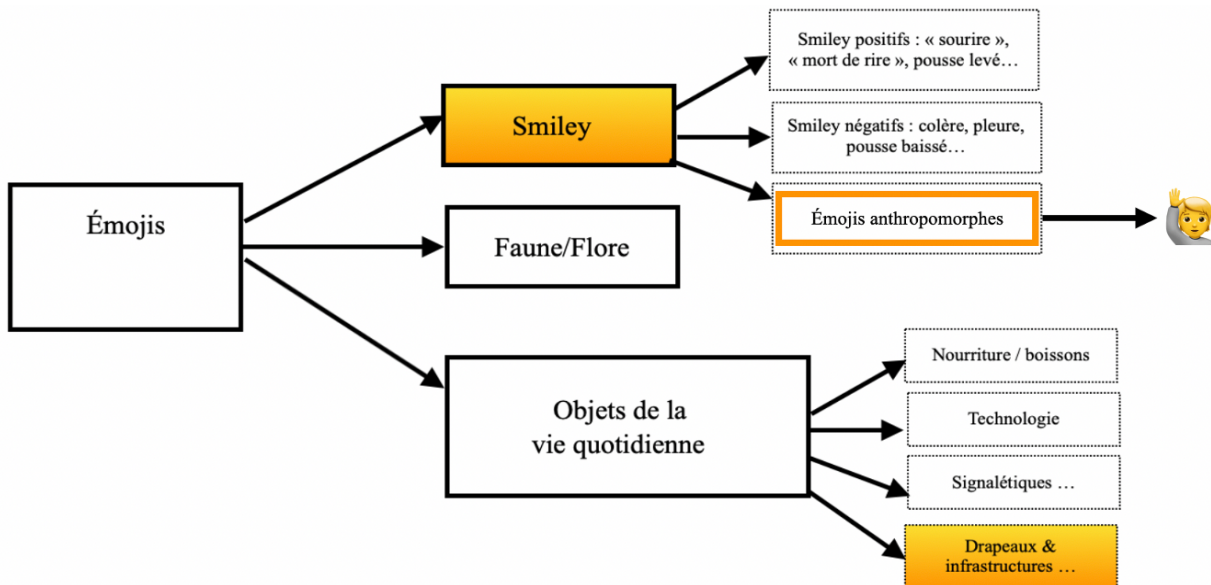 Émojis
Smiley
Faune/Flore
Objets de la
vie quotidienne
Smiley positifs : « sourire »,
« mort de rire », pousse levé…
Smiley négatifs : colère, pleure,
pousse baissé…
Émojis anthropomorphes
Nourriture / boissons
Technologie
Signalétiques …
Drapeaux &
infrastructures …